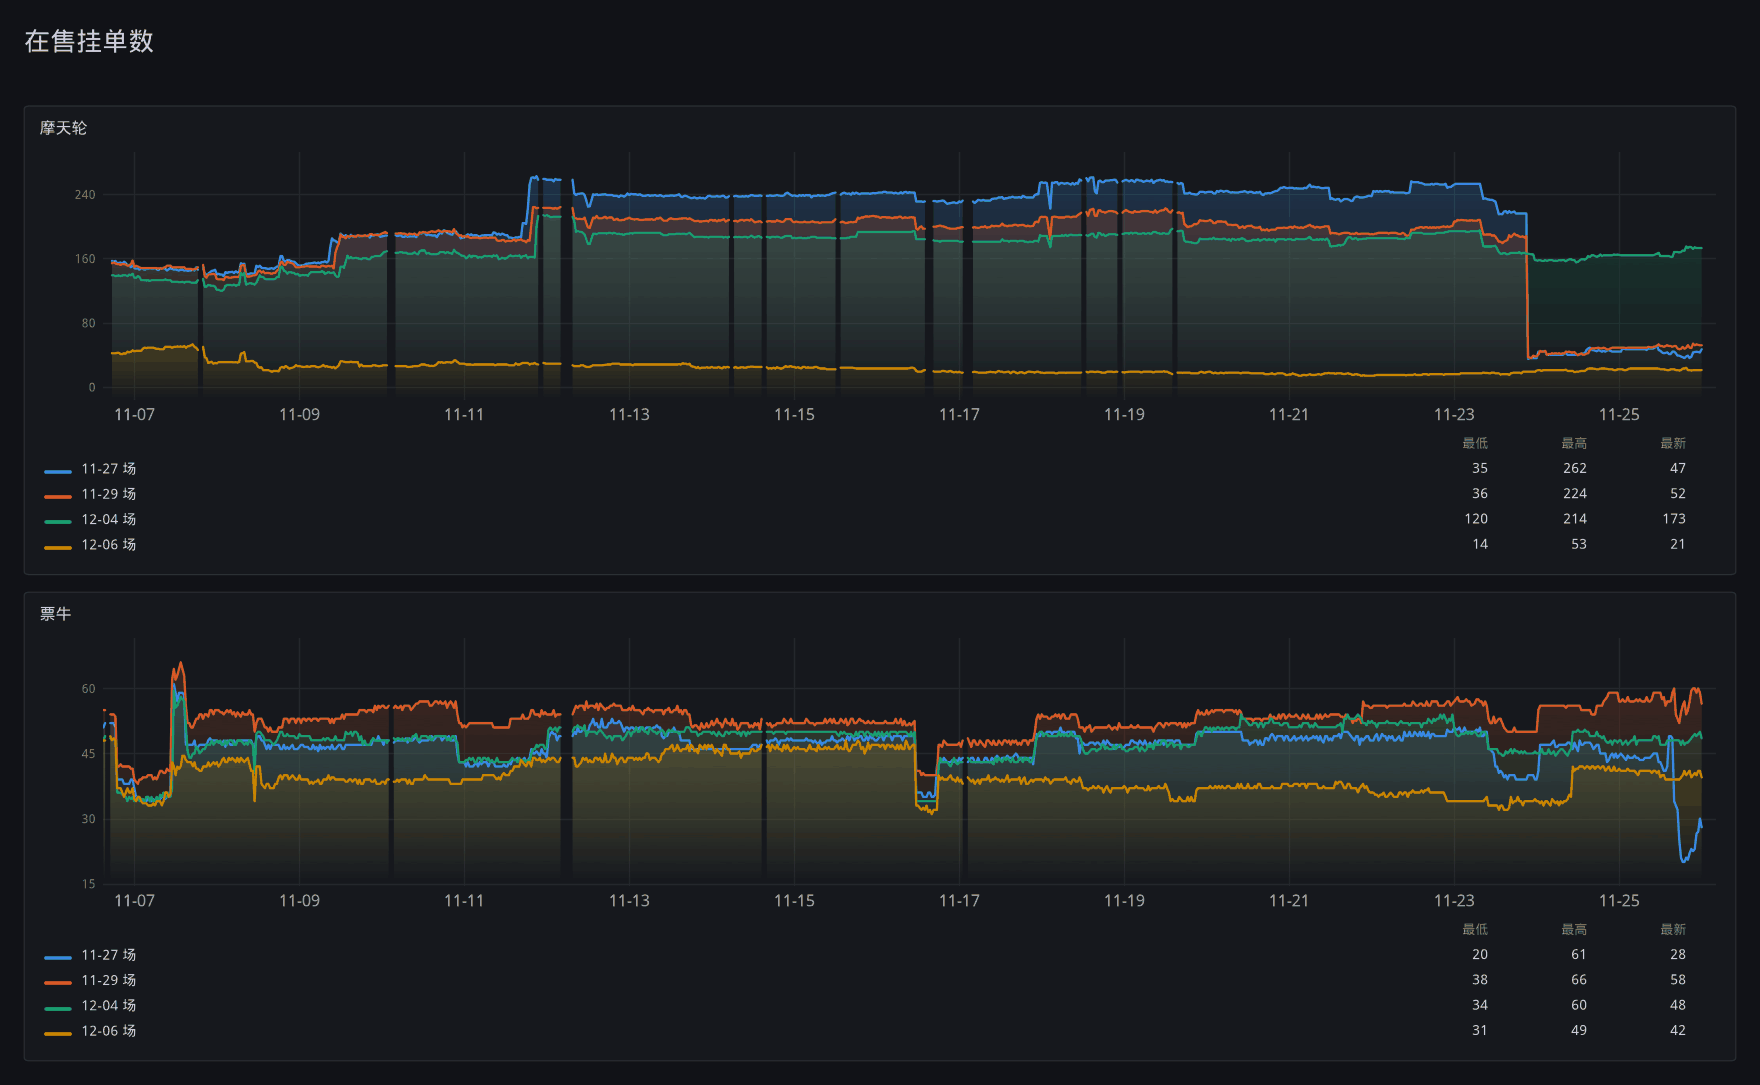 在售挂单数
摩天轮
240
160
80
0
11-07 11-09 11-11 11-13 11-15 11-17 11-19 11-21 11-23 11-25
最低 最高 最新
11-27 场 35 262 47
11-29 场 36 224 52
12-04 场 120 214 173
12-06 场 14 53 21
票牛
60
45
30
15
11-07 11-09 11-11 11-13 11-15 11-17 11-19 11-21 11-23 11-25
最低 最高 最新
11-27 场 20 61 28
11-29 场 38 66 58
12-04 场 34 60 48
12-06 场 31 49 42